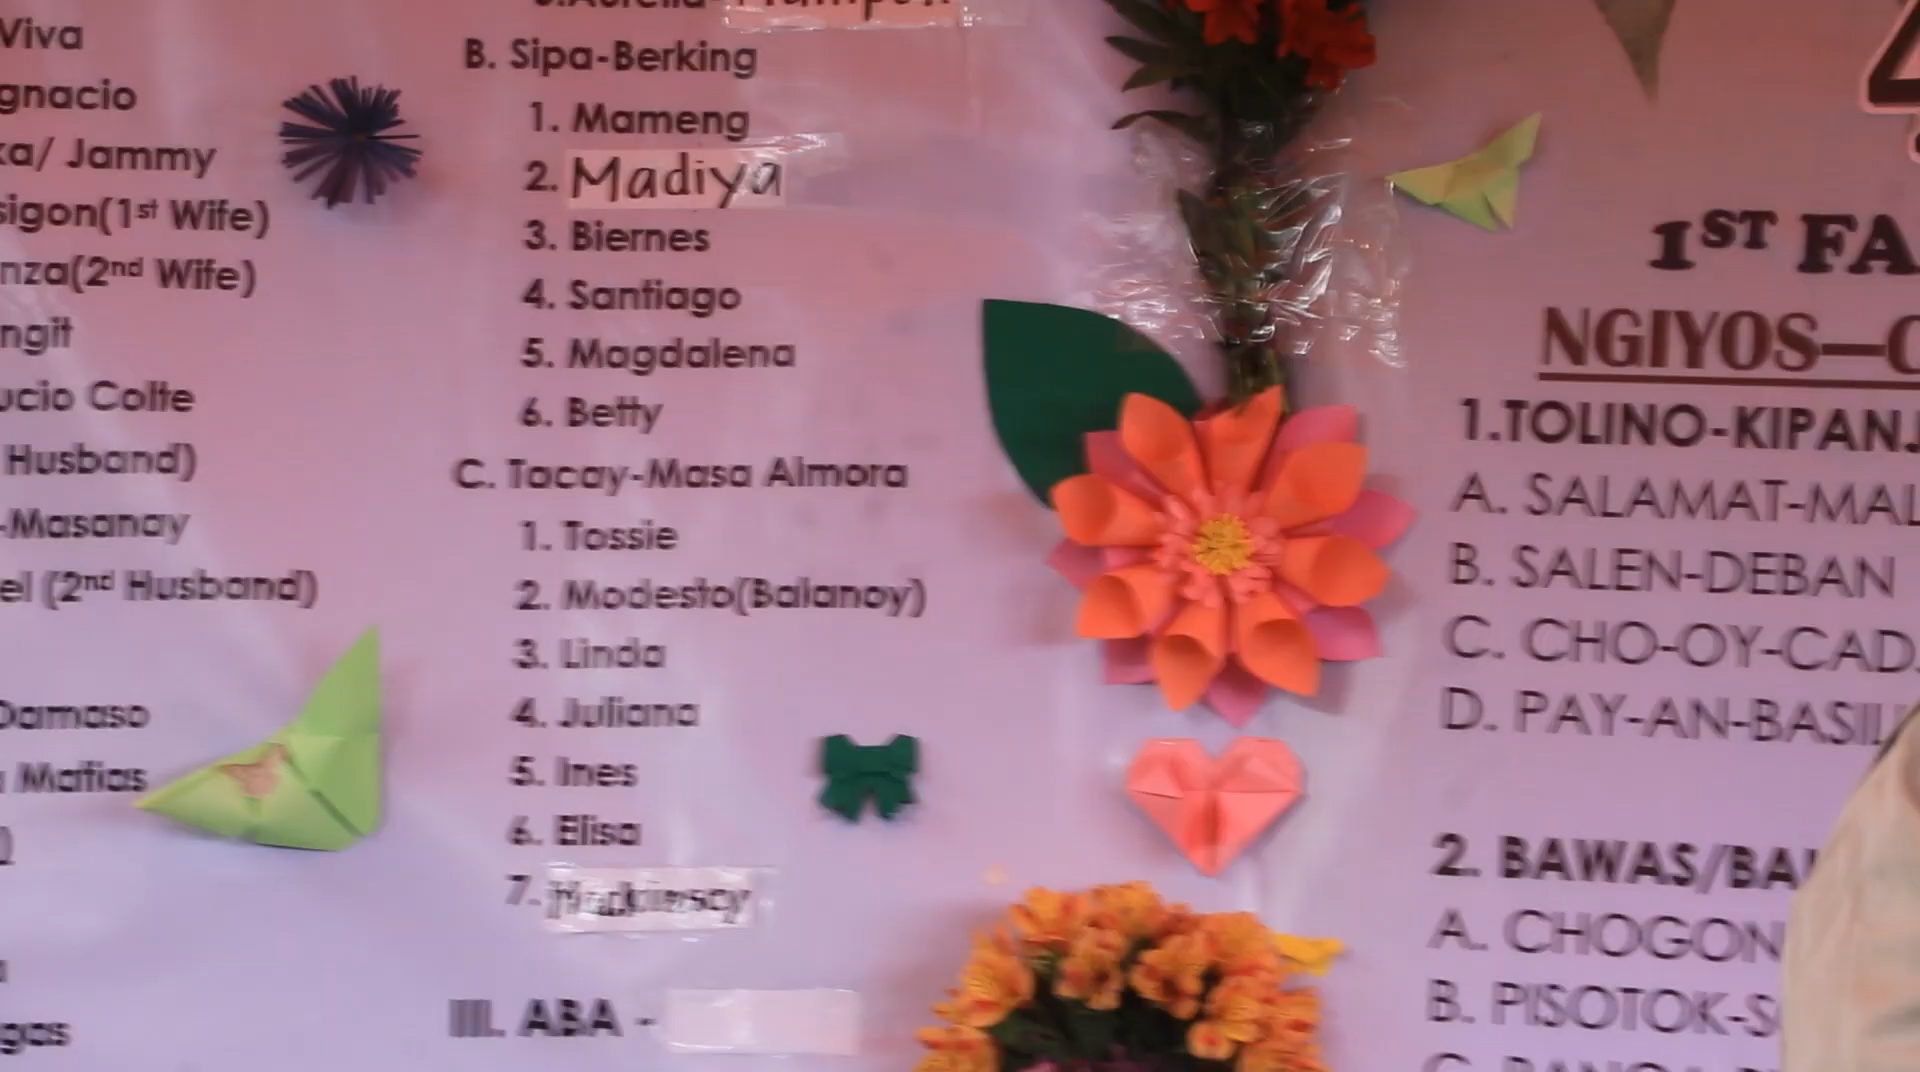 Viva
gnacio
ka/ Jammy
sigon(1st Wife)
nza(2nd Wife)
ngit
ucio Colte
Husband)
-Masanay
el (2nd Husband)
Damaso
Matias
gas
B. Sipa-Berking
1. Mameng
2. Madiya
3. Biernes
4. Santiago
5. Magdalena
6. Betty
C. Tacay-Masa Almora
1. Tossie
2. Modesto(Balanoy)
3. Linda
4. Juliana
5. Ines
6. Elisa
7.
III. ABA -
1ST FA
NGIYOS—C
1.TOLINO-KIPANJ
A. SALAMAT-MAL
B. SALEN-DEBAN
C. CHO-OY-CAD
D. PAY-AN-BASIL
2. BAWAS/BA
A. CHOGON
B. PISOTOK-S